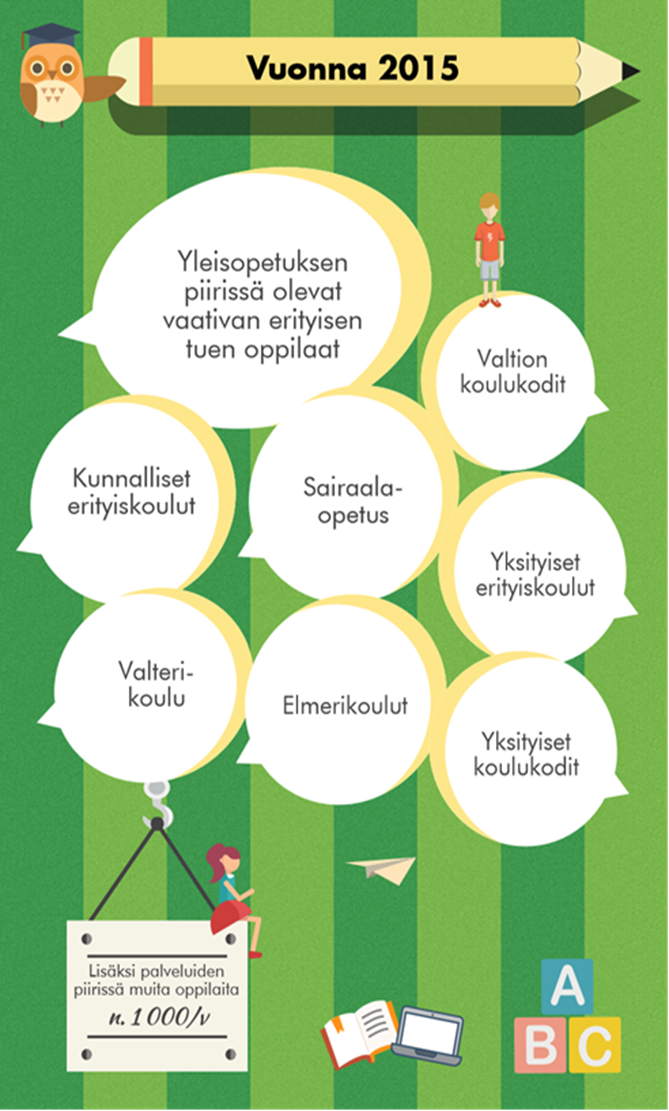 Vuonna 2015
Yleisopetuksen
piirissä olevat
vaativan erityisen
tuen oppilaat
Valtion
koulukodit
Kunnalliset
erityiskoulut
Sairaala-
opetus
Yksityiset
erityiskoulut
Valteri-
koulu
Elmerikoulut
Yksityiset
koulukodit
Lisäksi palveluiden
piirissä muita oppilaita
n. 1 000/v
A
B C